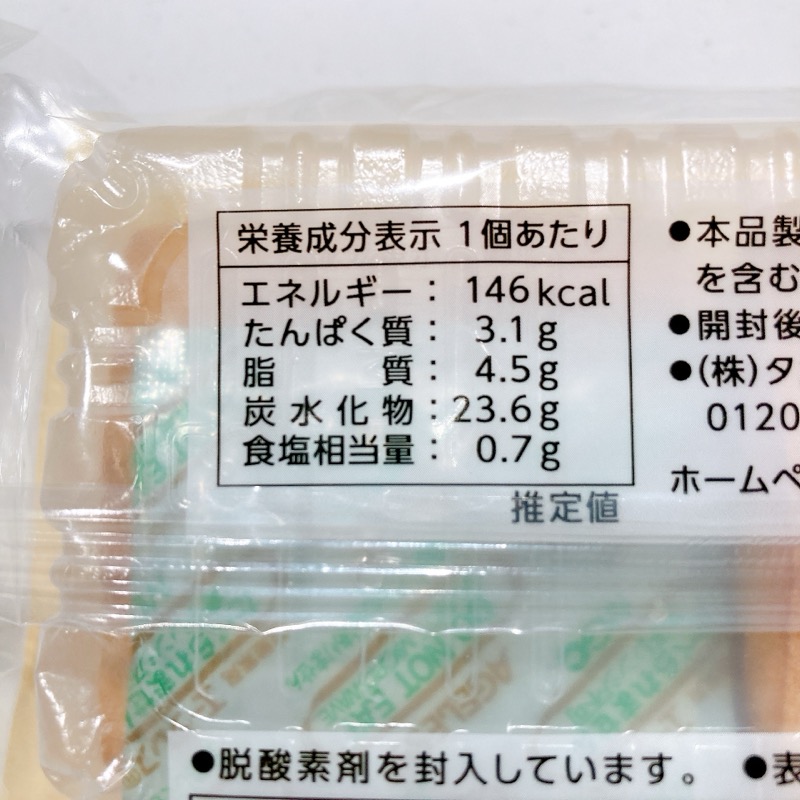 栄養成分表示 1個あたり
エネルギー： 146kcal
たんぱく質： 3.1g
脂質： 4.5g
炭水化物：23.6g
食塩相当量： 0.7g
推定値
●本品製
を含む
●開封後
●(株)タ
0120
ホームペ
NOT EA
●脱酸素剤を封入しています。 ●表